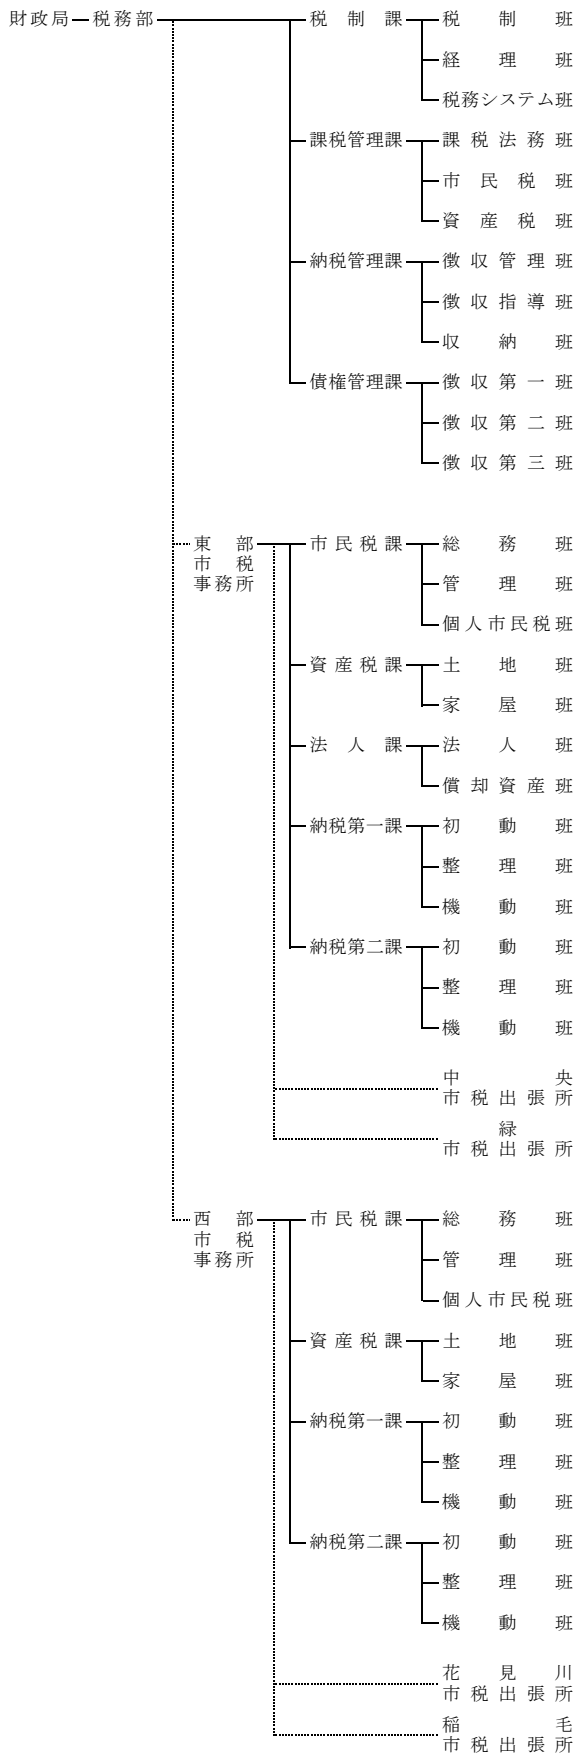 財政局 税務部 税制課 税制班
経理班
税務システム班
課税管理課 課税法務班
市民税班
資産税班
納税管理課 徴収管理班
徴収指導班
収納班
債権管理課 徴収第一班
徴収第二班
徴収第三班
東部 市民税課 総務班
市税
事務所 管理班
個人市民税班
資産税課 土地班
家屋班
法人課 法人班
償却資産班
納税第一課 初動班
整理班
機動班
納税第二課 初動班
整理班
機動班
中央
市税出張所
緑
市税出張所
西部 市民税課 総務班
市税
事務所 管理班
個人市民税班
資産税課 土地班
家屋班
納税第一課 初動班
整理班
機動班
納税第二課 初動班
整理班
機動班
花見川
市税出張所
稲毛
市税出張所